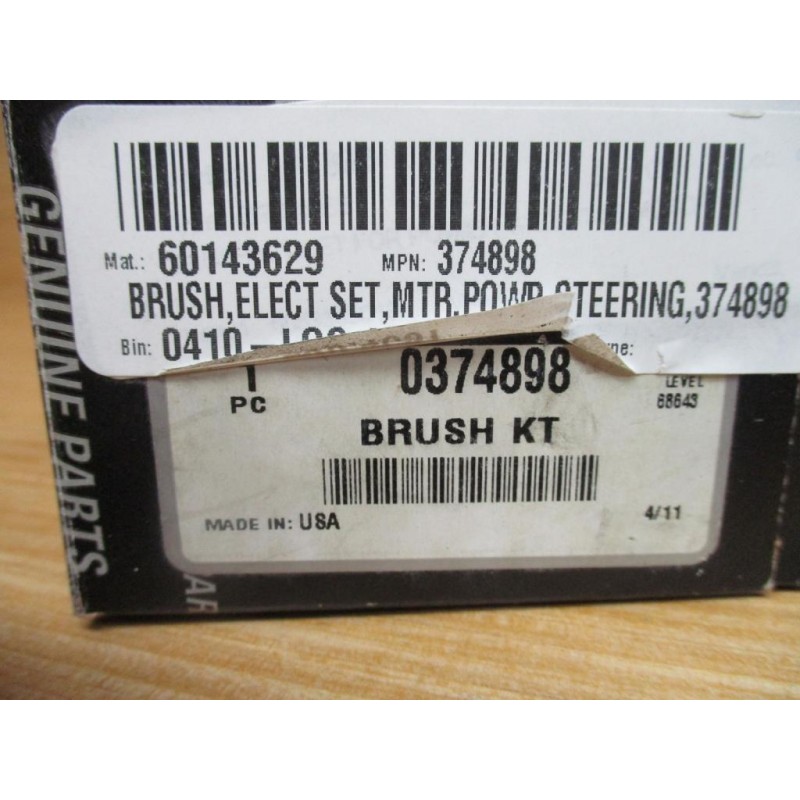 Mat.: 60143629 MPN: 374898
BRUSH,ELECT SET,MTR,POWR STEERING,374898
Bin: 0410-
1 0374898
PC LEVEL
68643
BRUSH KT
MADE IN: USA 4/11
GENUINE PARTS